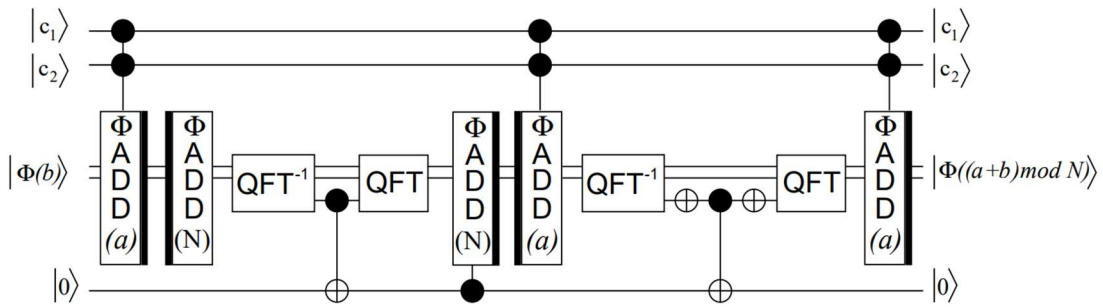 |c₁⟩ |c₁⟩
|c₂⟩ |c₂⟩
|Φ(b)⟩ ΦADD(a) ΦADD(N) QFT⁻¹ QFT ΦADD(N) ΦADD(a) QFT⁻¹ QFT ΦADD(a) |Φ((a+b)mod N)⟩
|0⟩ |0⟩